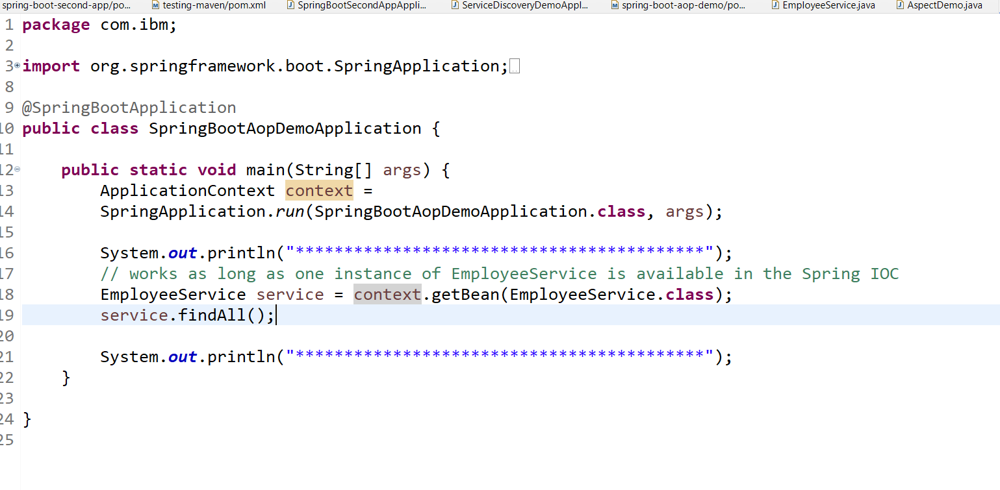 spring-boot-second-app/po... testing-maven/pom.xml SpringBootSecondAppAppli... ServiceDiscoveryDemoAppl... spring-boot-aop-demo/po... EmployeeService.java AspectDemo.java
1 package com.ibm;
2
3 import org.springframework.boot.SpringApplication;
8
9 @SpringBootApplication
10 public class SpringBootAopDemoApplication {
11
12 public static void main(String[] args) {
13 ApplicationContext context =
14 SpringApplication.run(SpringBootAopDemoApplication.class, args);
15
16 System.out.println("******************************************");
17 // works as long as one instance of EmployeeService is available in the Spring IOC
18 EmployeeService service = context.getBean(EmployeeService.class);
19 service.findAll();
20
21 System.out.println("******************************************");
22 }
23
24 }
25